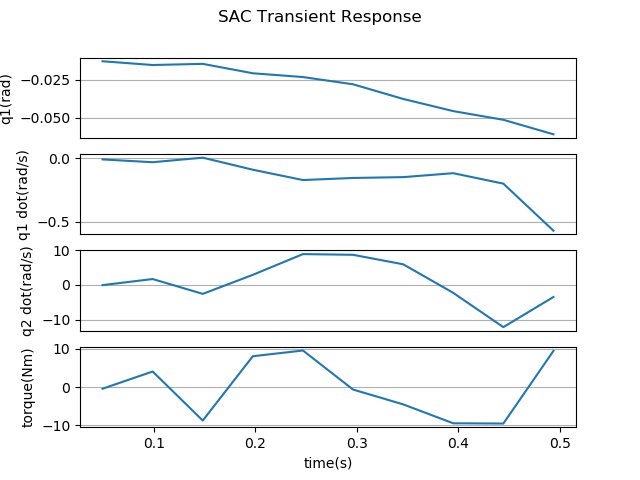 SAC Transient Response
q1(rad)
−0.025
−0.050
q1 dot(rad/s)
0.0
−0.5
q2 dot(rad/s)
10
0
−10
torque(Nm)
10
0
−10
0.1 0.2 0.3 0.4 0.5
time(s)